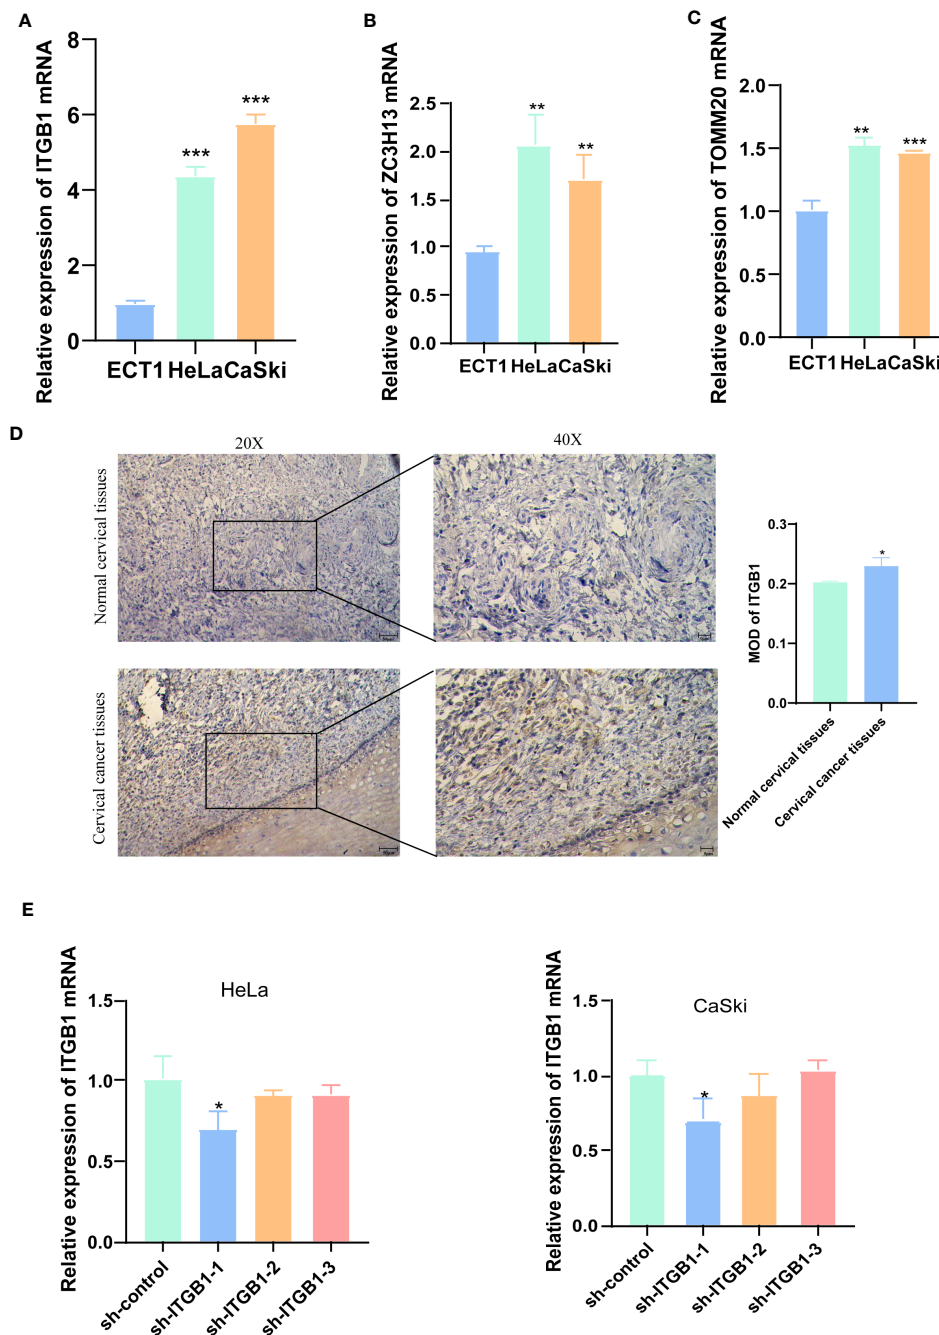 A
Relative expression of ITGB1 mRNA
8
6
4
2
0
***
***
ECT1 HeLa CaSki
B
Relative expression of ZC3H13 mRNA
2.5
2.0
1.5
1.0
0.5
0.0
**
**
ECT1 HeLa CaSki
C
Relative expression of TOMM20 mRNA
2.0
1.5
1.0
0.5
0.0
**
***
ECT1 HeLa CaSki
D
20X
40X
Normal cervical tissues
Cervical cancer tissues
MOD of ITGB1
0.3
0.2
0.1
0.0
*
Normal cervical tissues
Cervical cancer tissues
E
HeLa
Relative expression of ITGB1 mRNA
1.5
1.0
0.5
0.0
*
sh-control
sh-ITGB1-1
sh-ITGB1-2
sh-ITGB1-3
CaSki
Relative expression of ITGB1 mRNA
1.5
1.0
0.5
0.0
*
sh-control
sh-ITGB1-1
sh-ITGB1-2
sh-ITGB1-3